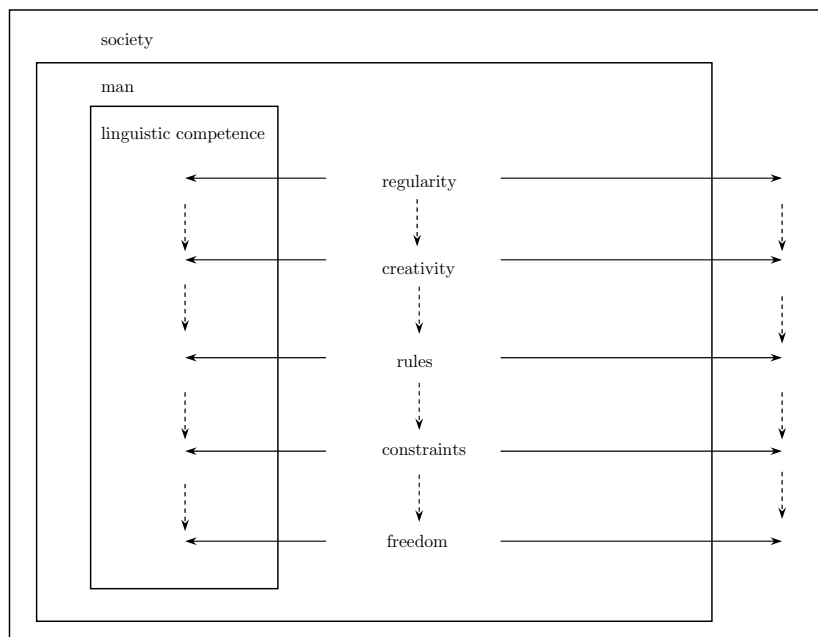 society
man
linguistic competence
regularity
creativity
rules
constraints
freedom